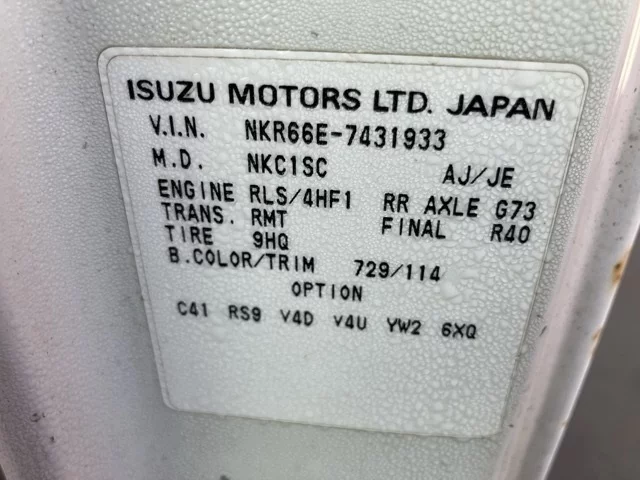 ISUZU MOTORS LTD. JAPAN
V.I.N. NKR66E-7431933
M.D. NKC1SC AJ/JE
ENGINE RLS/4HF1 RR AXLE G73
TRANS. RMT FINAL R40
TIRE 9HQ
B.COLOR/TRIM 729/114
OPTION
C41 RS9 V4D V4U YW2 6XQ